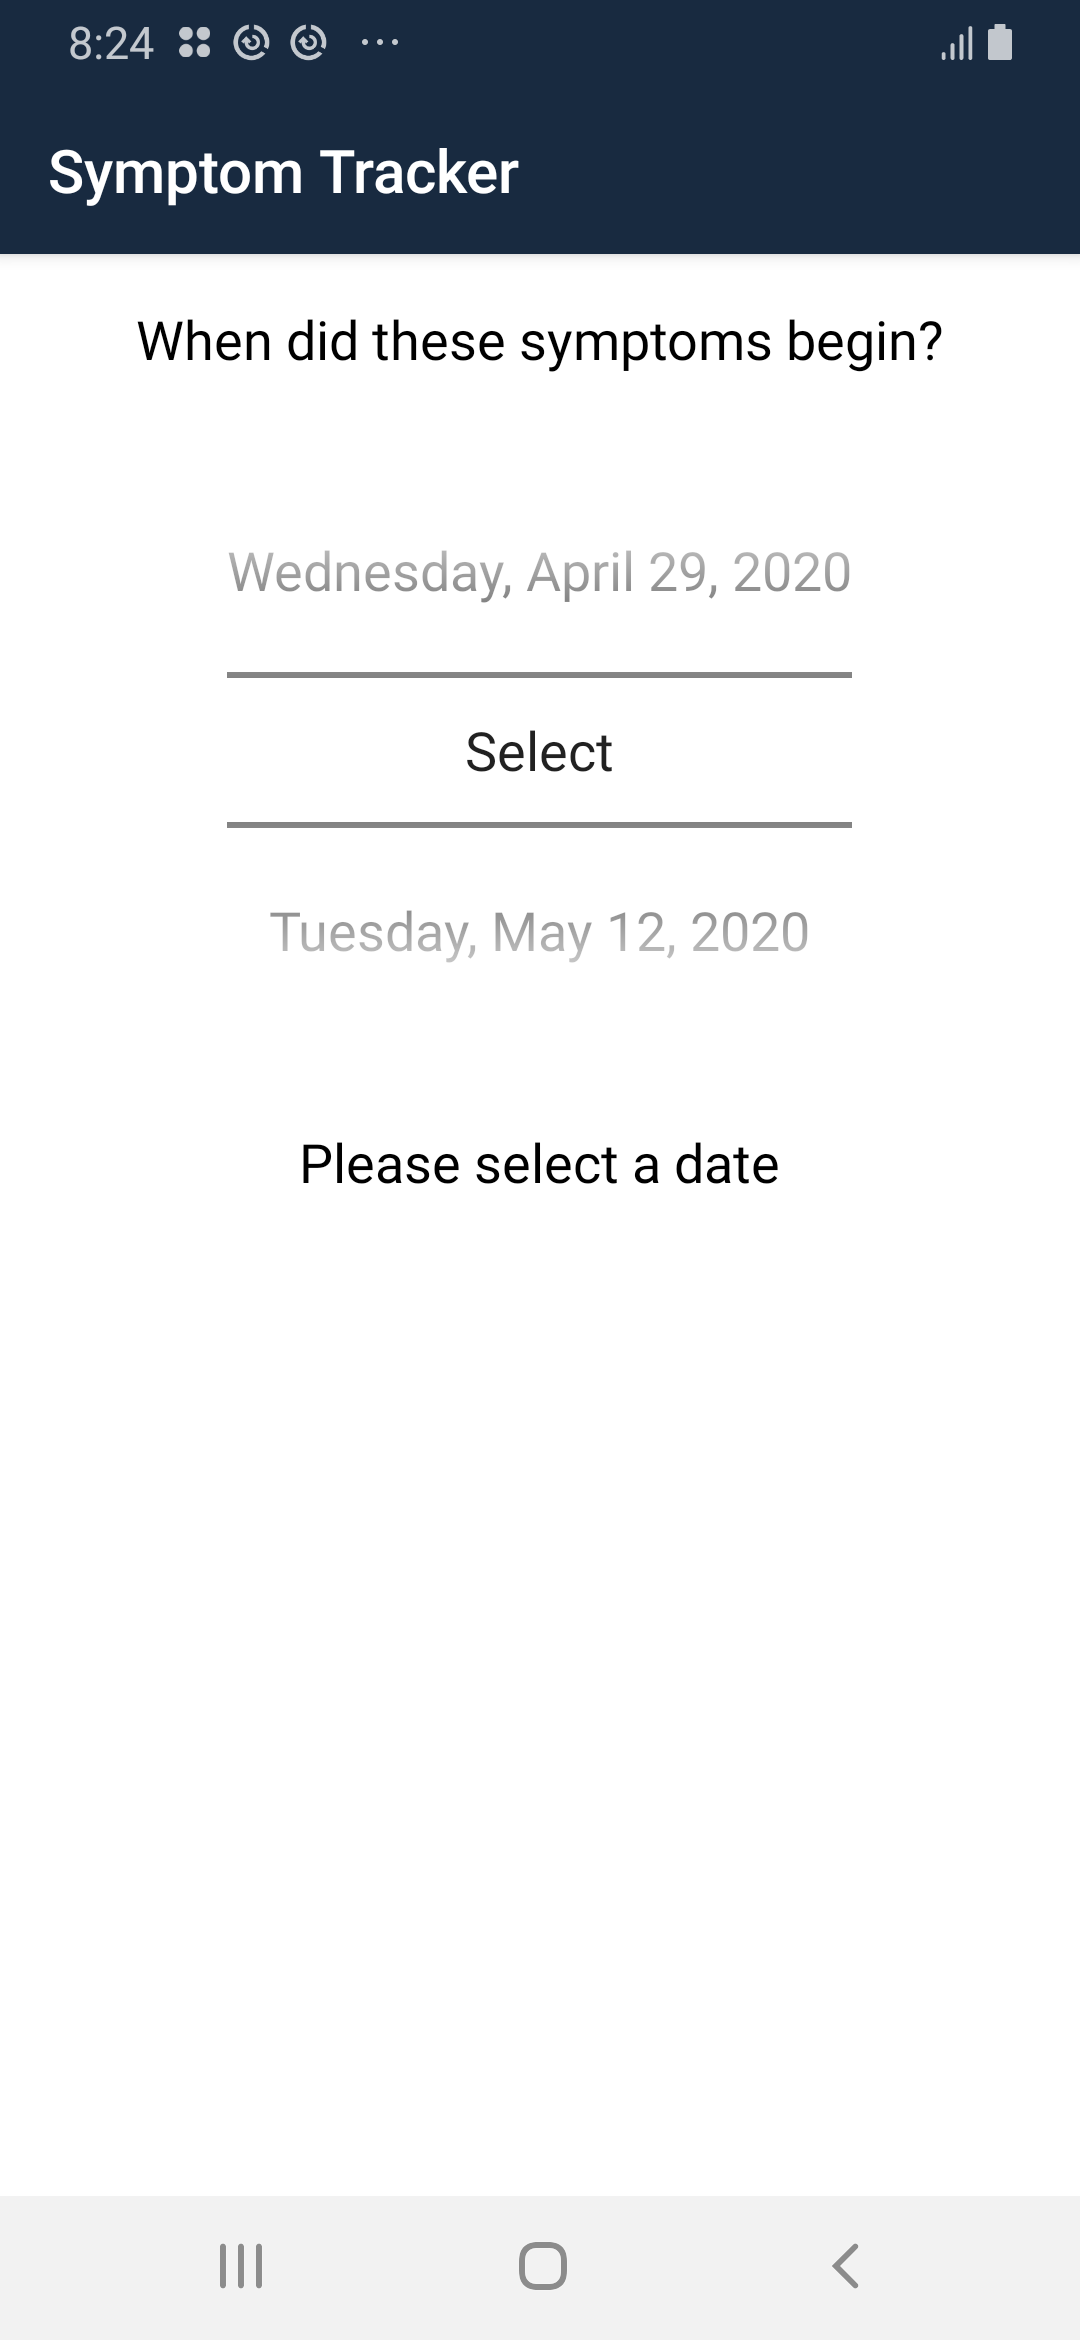 8:24
Symptom Tracker
When did these symptoms begin?
Wednesday, April 29, 2020
Select
Tuesday, May 12, 2020
Please select a date